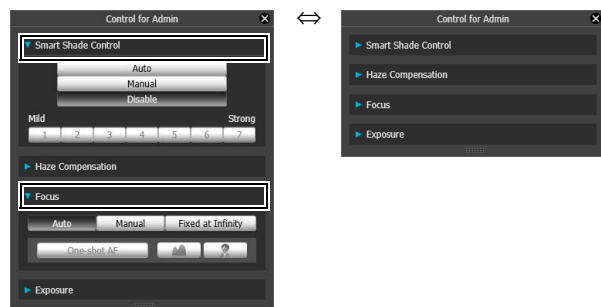 Control for Admin
Smart Shade Control
Auto
Manual
Disable
Mild Strong
1 2 3 4 5 6 7
Haze Compensation
Focus
Auto Manual Fixed at Infinity
One-shot AF
Exposure
Control for Admin
Smart Shade Control
Haze Compensation
Focus
Exposure